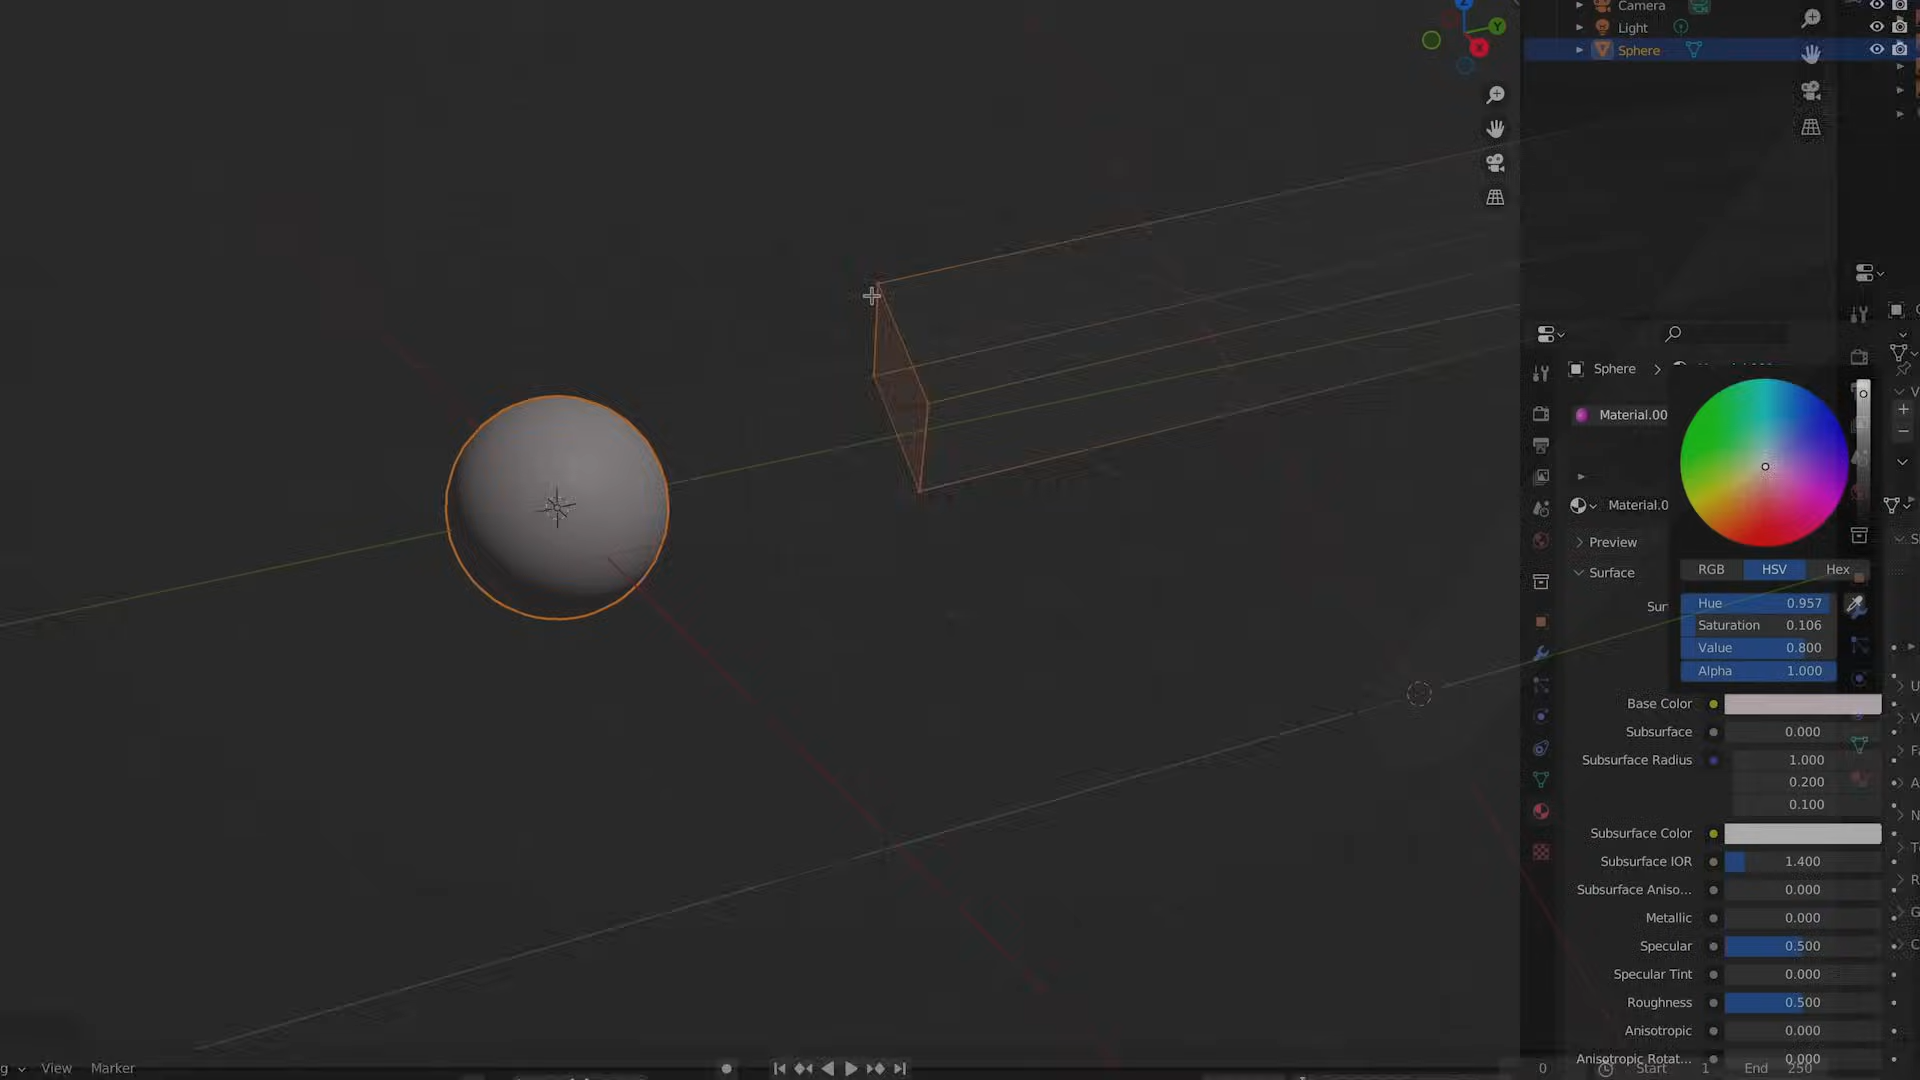 Camera
Light
Sphere
Sphere
Material.00
Material.0
Preview
Surface
Sur
RGB HSV Hex
Hue 0.957
Saturation 0.106
Value 0.800
Alpha 1.000
Base Color
Subsurface 0.000
Subsurface Radius 1.000
0.200
0.100
Subsurface Color
Subsurface IOR 1.400
Subsurface Aniso... 0.000
Metallic 0.000
Specular 0.500
Specular Tint 0.000
Roughness 0.500
Anisotropic 0.000
Anisotropic Rotat... 0.000
g View Marker
0 Start 1 End 250
Z
Y
X